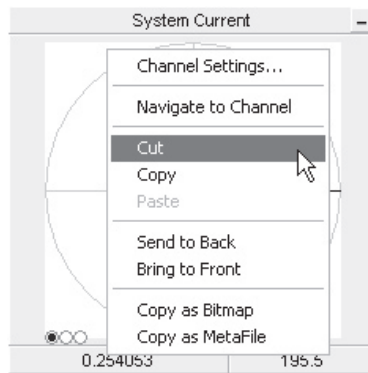 System Current
Channel Settings...
Navigate to Channel
Cut
Copy
Paste
Send to Back
Bring to Front
Copy as Bitmap
Copy as MetaFile
0.254053 195.5